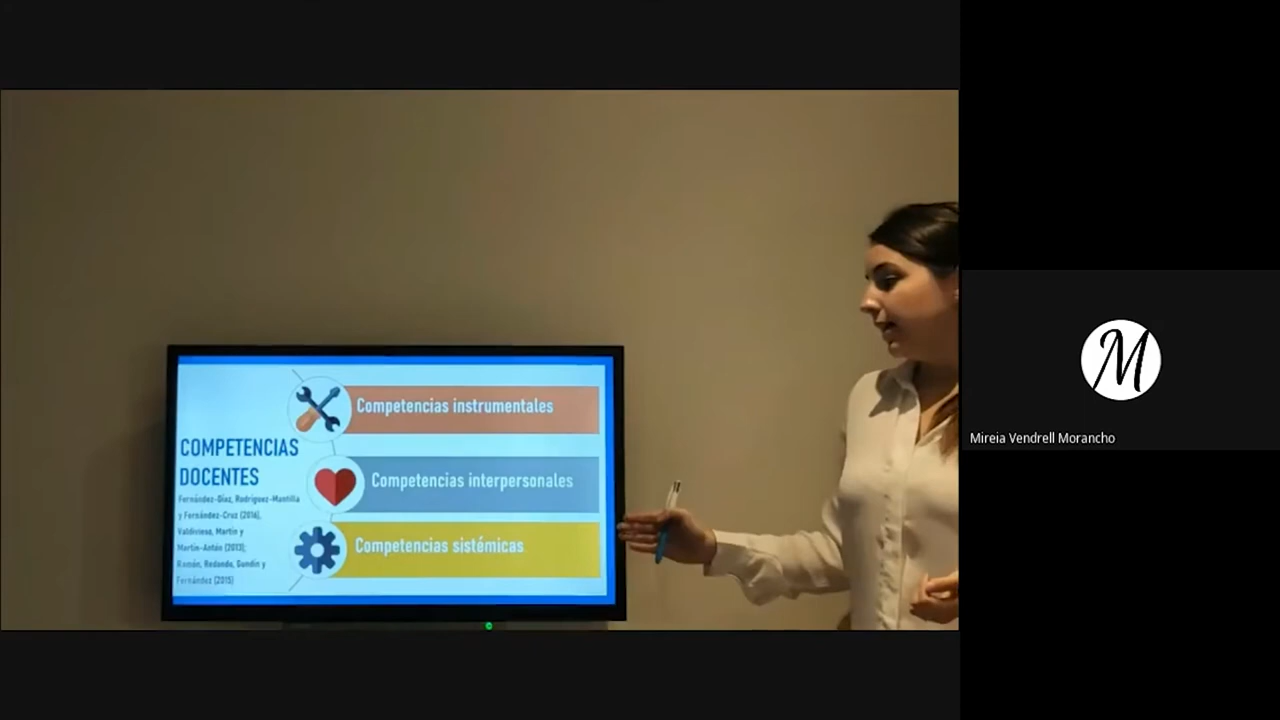 Competencias instrumentales
COMPETENCIAS
DOCENTES
Competencias interpersonales
Competencias sistémicas
Fernández-Díaz, Rodríguez-Mantilla
y Fernández-Cruz (2016),
Valdivieso, Martín y
Martín-Antón (2013);
Román, Redondo, Gundín y
Fernández (2015)
M
Mireia Vendrell Morancho